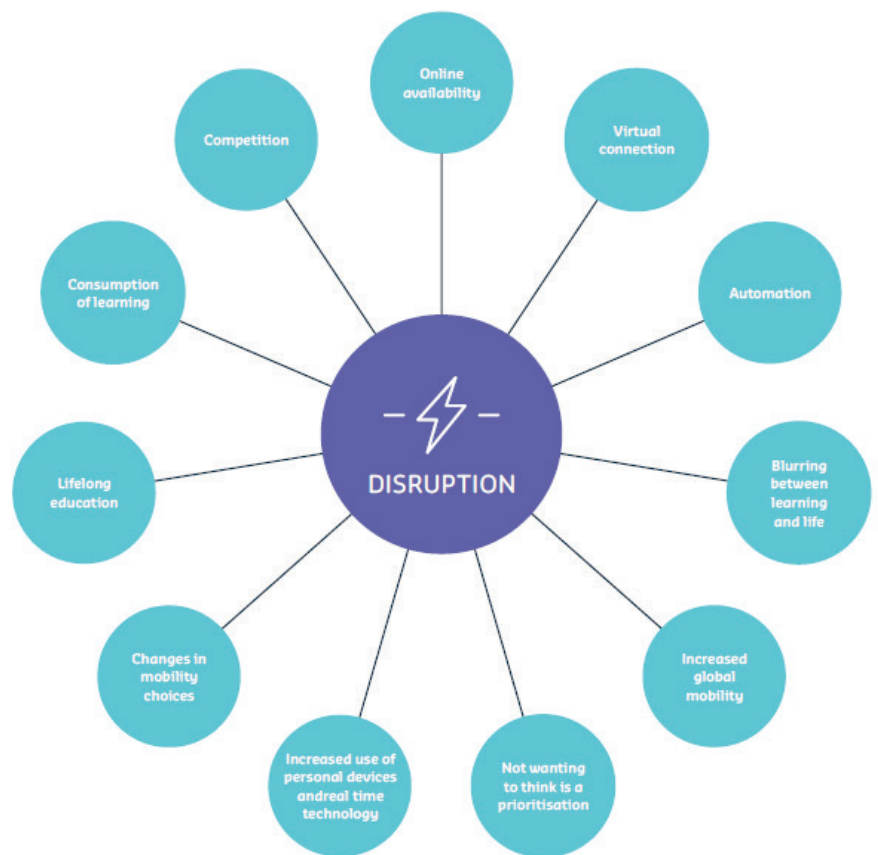 Online
availability
Virtual
connection
Automation
Blurring
between
learning
and life
Increased
global
mobility
Not wanting
to think is a
prioritisation
Increased use of
personal devices
andreal time
technology
Changes in
mobility
choices
Lifelong
education
Consumption
of learning
Competition
DISRUPTION